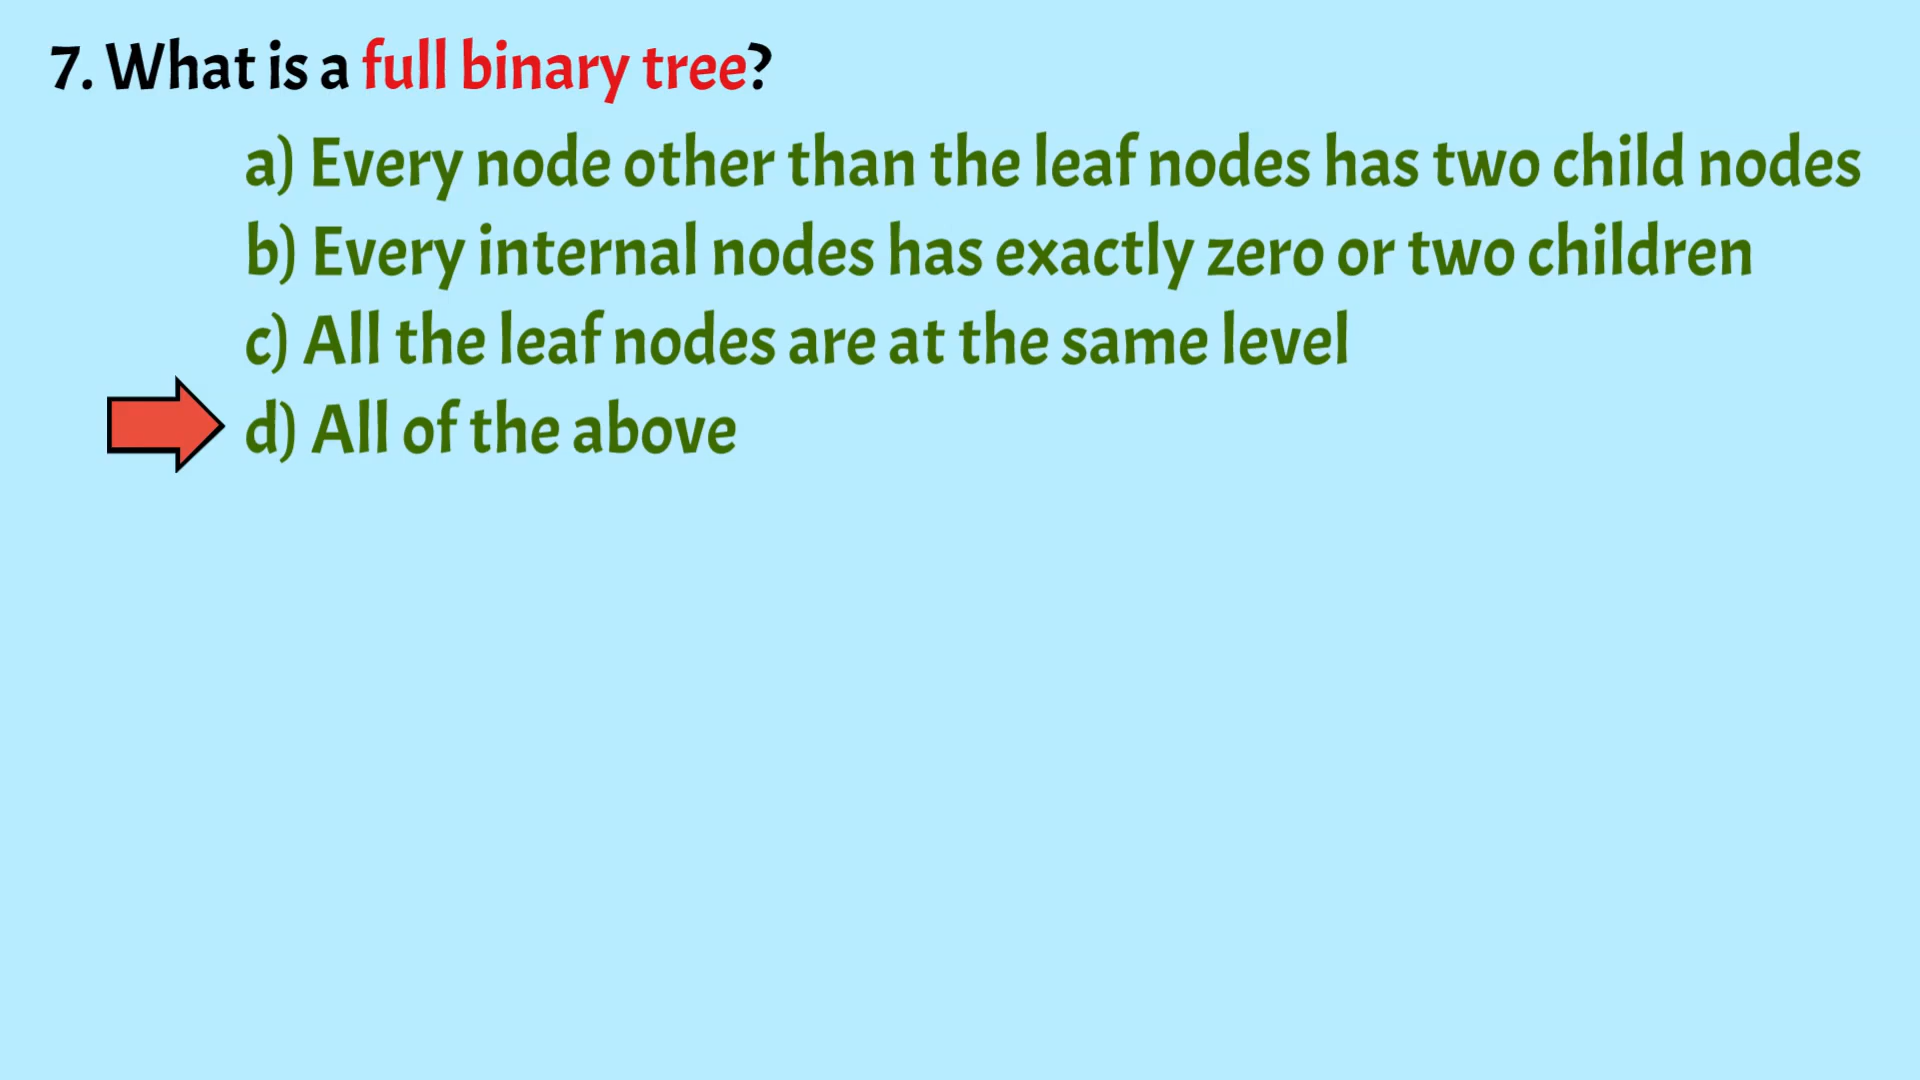 7. What is a full binary tree?
a) Every node other than the leaf nodes has two child nodes
b) Every internal nodes has exactly zero or two children
c) All the leaf nodes are at the same level
d) All of the above